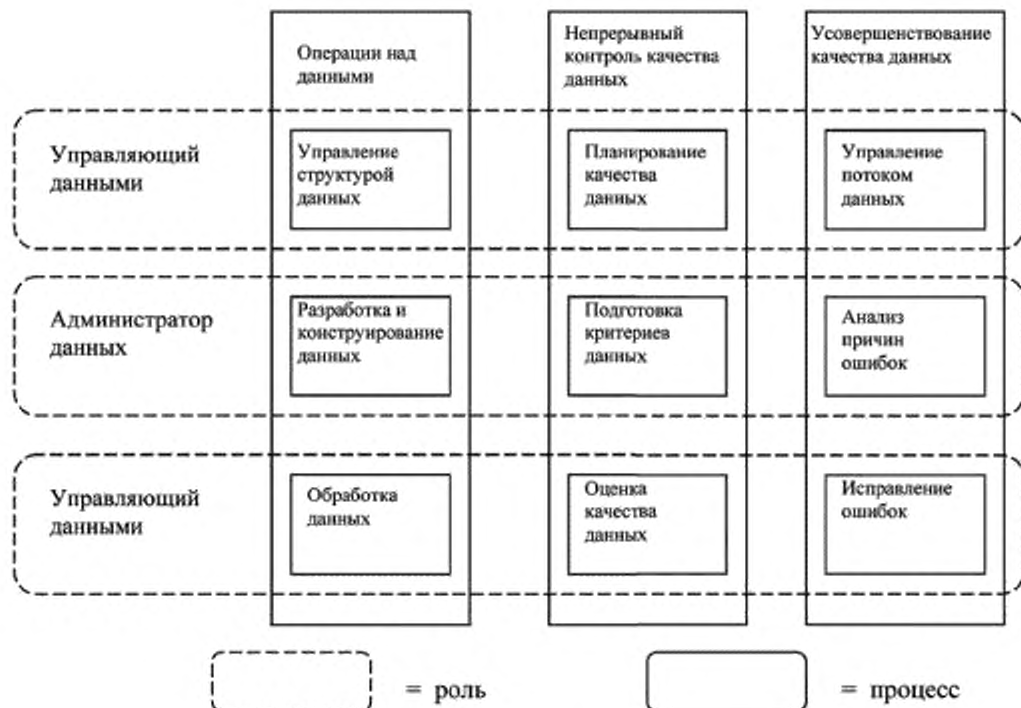 Операции над
данными
Непрерывный
контроль качества
данных
Усовершенствование
качества данных
Управляющий
данными
Управление
структурой
данных
Планирование
качества
данных
Управление
потоком
данных
Администратор
данных
Разработка и
конструирование
данных
Подготовка
критериев
данных
Анализ
причин
ошибок
Управляющий
данными
Обработка
данных
Оценка
качества
данных
Исправление
ошибок
= роль
= процесс